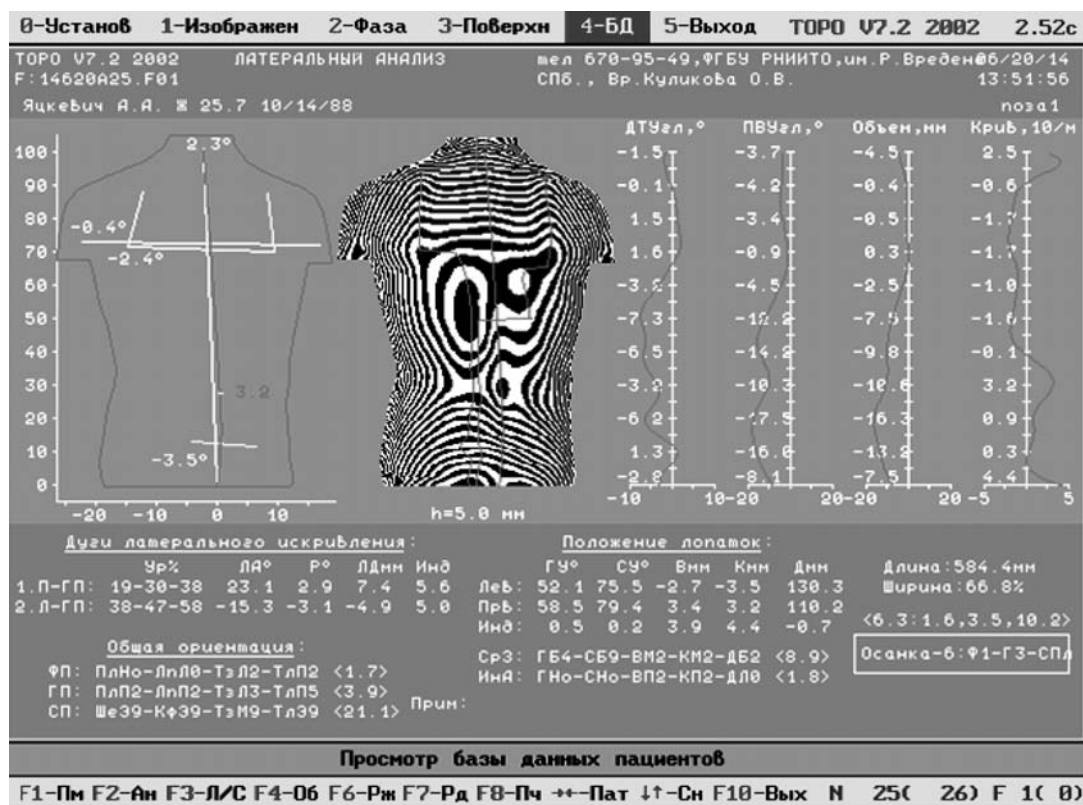 0-Установ 1-Изображен 2-Фаза 3-Поверхн 4-БД 5-Выход TOPO V7.2 2002 2.52c
TOPO V7.2 2002 ЛАТЕРАЛЬНЫЙ АНАЛИЗ тел 670-95-49,ФГБУ РНИИТО,им.Р.Вреден06/20/14
F:14620A25.F01 СПб., Вр.Куликова О.В. 13:51:56
Яцкевич А.А. Ж 25.7 10/14/88 поза1
ДТУгл,° ПВУгл,° Объем,мм Крив,10/м
100 2.3° -1.5 -3.7 -4.5 2.5
90 -0.1 -4.2 -0.4 -0.6
80 -0.4° 1.5 -3.4 -0.5
70 -2.4° 1.6 -0.9 0.3
60 -4.5 -2.5 -1.0
50 -7.3
40 -6.5 -14.2 -9.8 -0.1
30 3.2 -10.3 3.2
20 -6.2 -16.3 0.9
10 -3.5° 1.3 0.3
0 -2.8 -8.1 -7.5 4.4
-20 -10 0 10 h=5.0 мм -10 10 -20 20 -20 20 -5 5
Дуги латерального искривления:
Ур% ЛА° Р° ЛДмм Инд
1.П-ГП: 19-30-38 23.1 2.9 7.4 5.6
2.Л-ГП: 38-47-58 -15.3 -3.1 -4.9 5.0
Общая ориентация:
ФП: ПлНо-ЛпЛ0-ТзЛ2-ТлП2 <1.7>
ГП: ПлП2-ЛпП2-ТзЛ3-ТлП5 <3.9>
СП: ШеЭ9-КфЭ9-ТзМ9-ТлЭ9 <21.1>
Положение лопаток:
ГУ° СУ° Вмм Кмм Дмм
Лев: 52.1 75.5 -2.7 -3.5 130.3
Прв: 58.5 79.4 3.4 3.2 110.2
Инд: 0.5 0.2 3.9 4.4 -0.7
СрЗ: ГБ4-СБ9-ВМ2-КМ2-ДБ2 <8.9>
ИнА: ГНо-СНо-ВП2-КП2-ДЛ0 <1.8>
Прим:
Длина:584.4мм
Ширина:66.8%
<6.3:1.6,3.5,10.2>
Осанка-6:Ф1-Г3-СПл
Просмотр базы данных пациентов
F1-Пм F2-Ан F3-Л/С F4-Об F6-Рж F7-Рд F8-Пч →←-Пат ↓↑-Сн F10-Вых N 25( 26) F 1( 0)